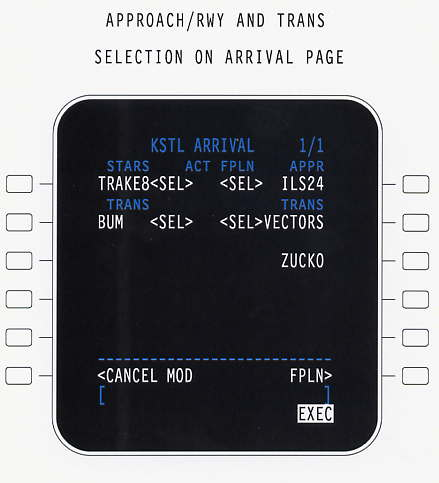 APPROACH/RWY AND TRANS
SELECTION ON ARRIVAL PAGE
KSTL ARRIVAL 1/1
STARS ACT FPLN APPR
TRAKE8<SEL> <SEL> ILS24
TRANS TRANS
BUM <SEL> <SEL>VECTORS
ZUCKO
--------------------------------
<CANCEL MOD FPLN>
[ ]
EXEC